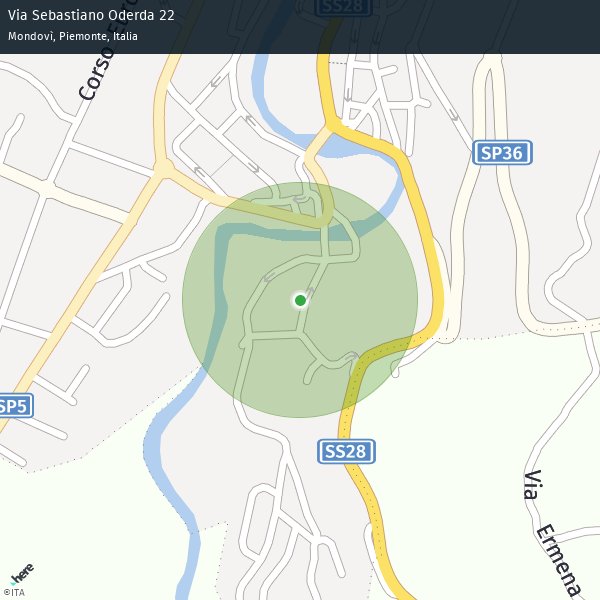 Via Sebastiano Oderda 22
Mondovì, Piemonte, Italia
SS28
Corso
SP36
SP5
SS28
Via
Ermena
here
©ITA